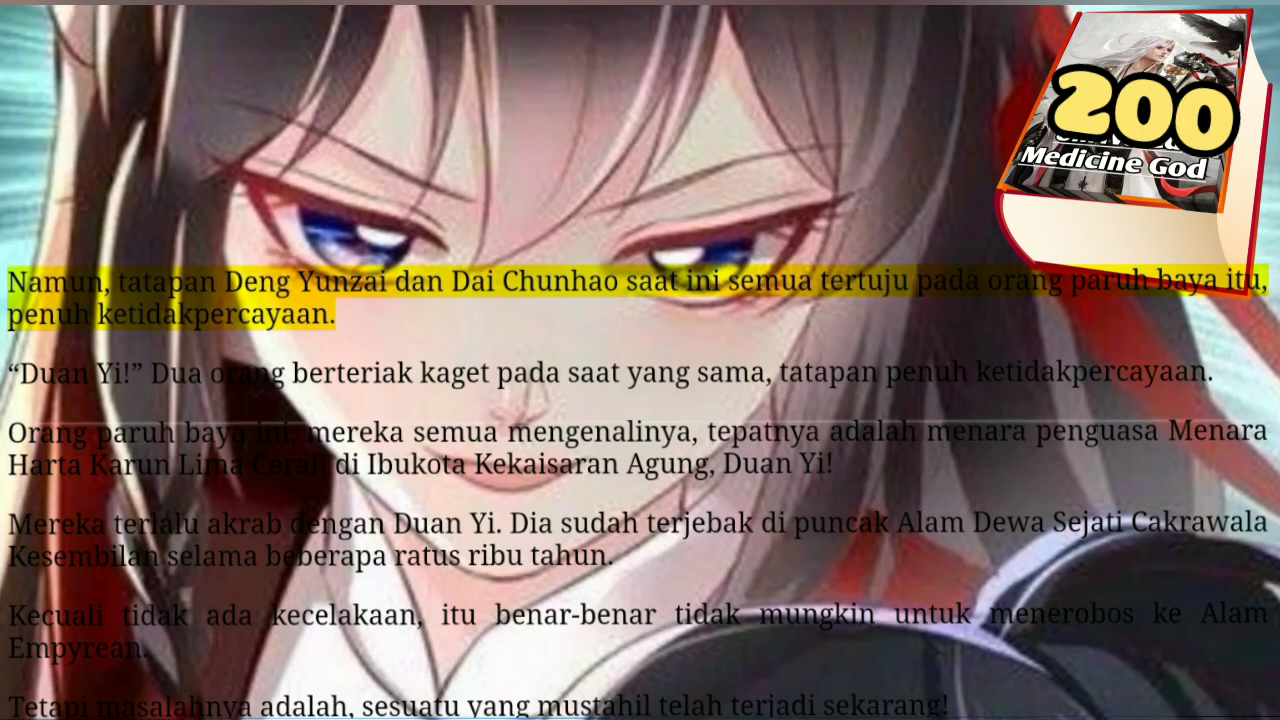 200
Medicine God
Namun, tatapan Deng Yunzai dan Dai Chunhao saat ini semua tertuju pada orang paruh baya itu,
penuh ketidakpercayaan.
“Duan Yi!” Dua orang berteriak kaget pada saat yang sama, tatapan penuh ketidakpercayaan.
Orang paruh baya ini, mereka semua mengenalinya, tepatnya adalah menara penguasa Menara
Harta Karun Lima Cerah di Ibukota Kekaisaran Agung, Duan Yi!
Mereka terlalu akrab dengan Duan Yi. Dia sudah terjebak di puncak Alam Dewa Sejati Cakrawala
Kesembilan selama beberapa ratus ribu tahun.
Kecuali tidak ada kecelakaan, itu benar-benar tidak mungkin untuk menerobos ke Alam
Empyrean.
Tetapi masalahnya adalah, sesuatu yang mustahil telah terjadi sekarang!